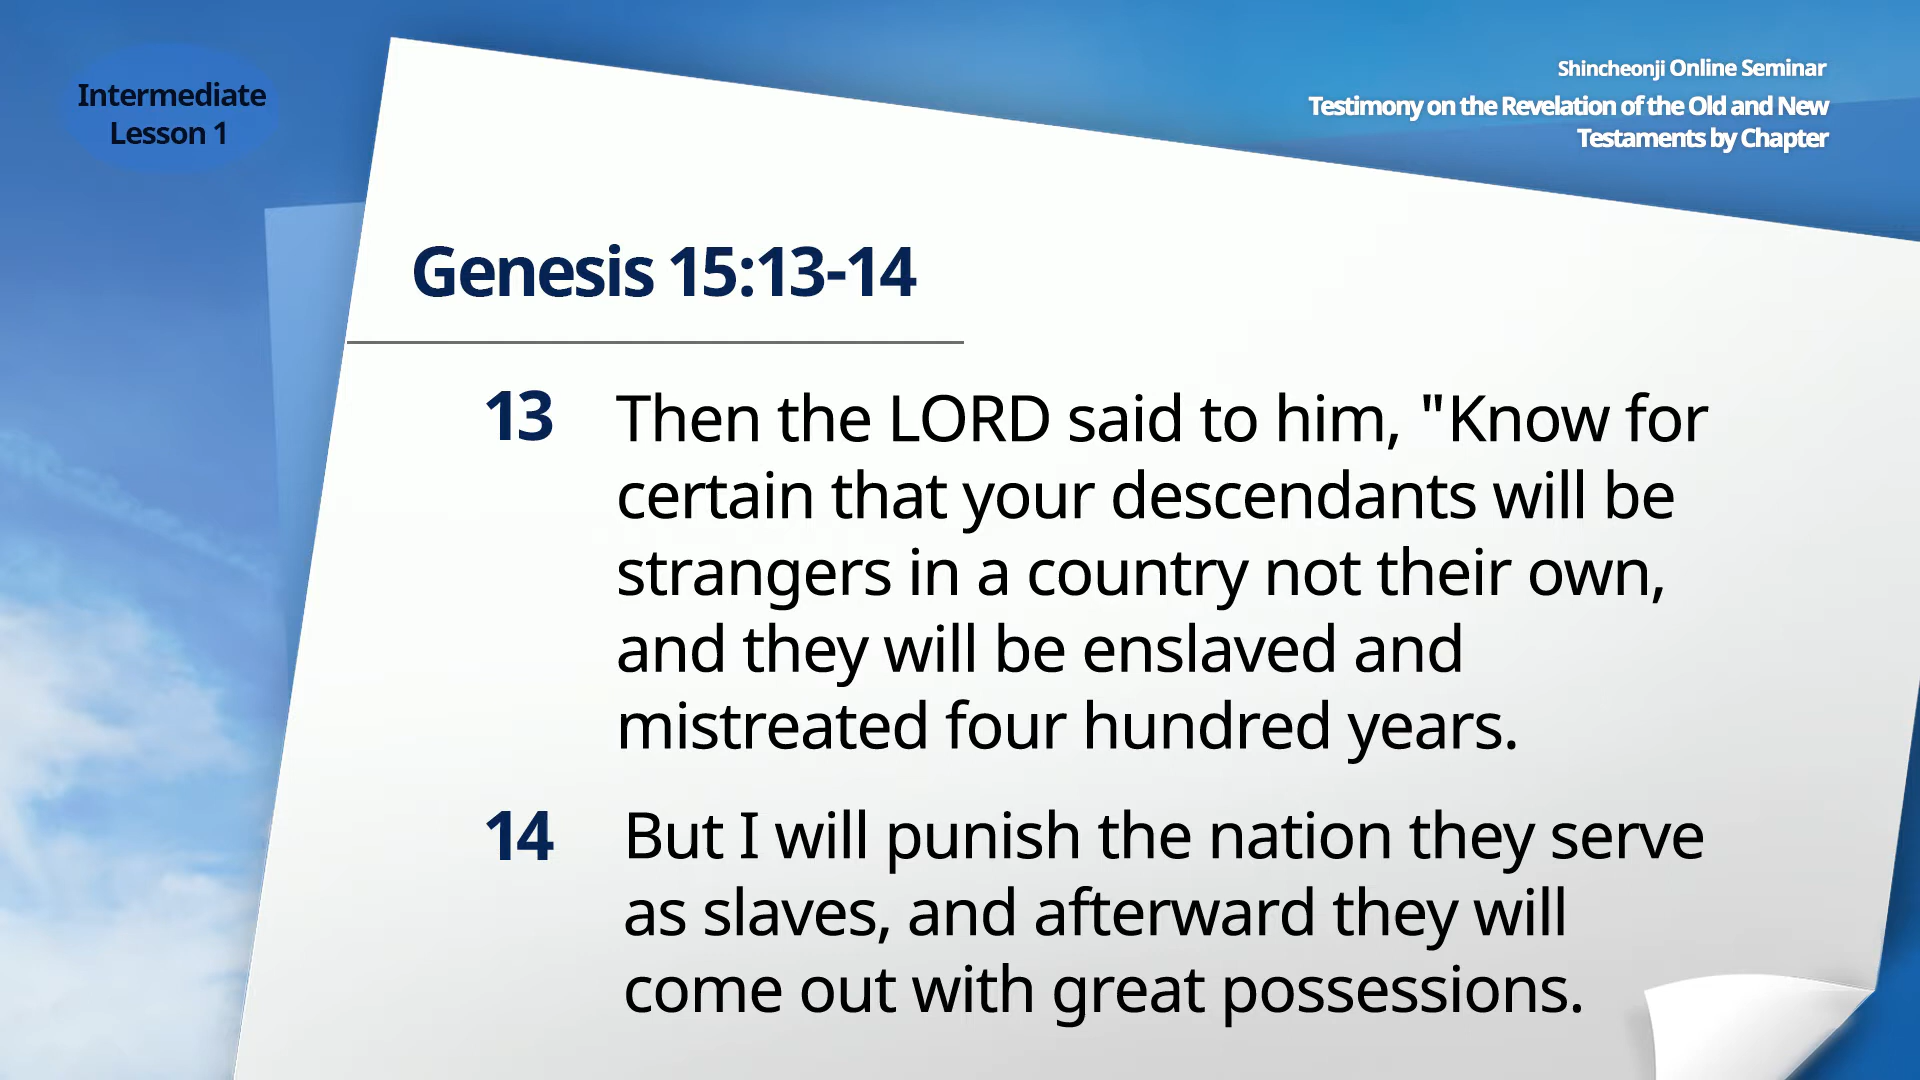 Intermediate
Lesson 1
Shincheonji Online Seminar
Testimony on the Revelation of the Old and New
Testaments by Chapter
Genesis 15:13-14
13 Then the LORD said to him, "Know for
certain that your descendants will be
strangers in a country not their own,
and they will be enslaved and
mistreated four hundred years.
14 But I will punish the nation they serve
as slaves, and afterward they will
come out with great possessions.